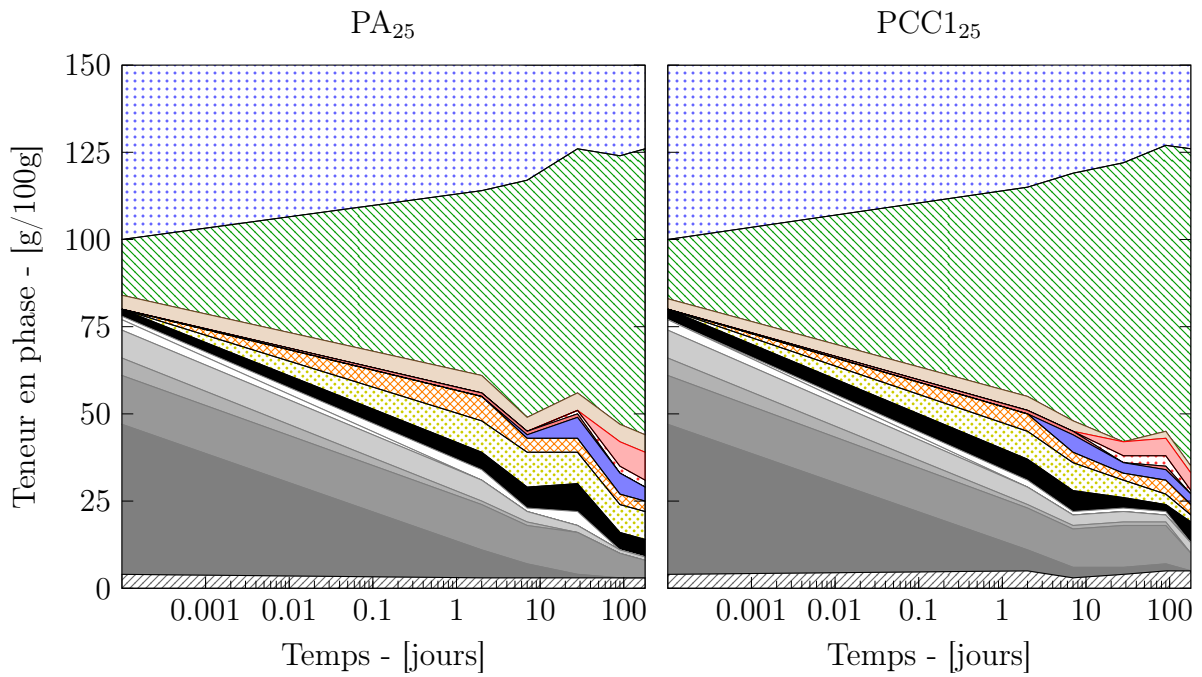 PA₂₅ PCC1₂₅
Teneur en phase - [g/100g]
150
125
100
75
50
25
0
0.001 0.01 0.1 1 10 100 0.001 0.01 0.1 1 10 100
Temps - [jours] Temps - [jours]